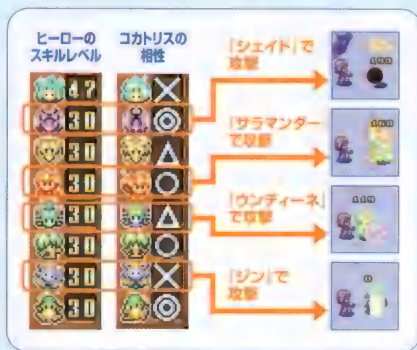 ヒーローの
スキルレベル
コカトリスの
相性
47 ×
30 ◎
30 △
30 ○
30 △
30 ○
30 ×
30 ◎
「シェイド」で
攻撃
193
「サラマンダー」
で攻撃
「ウンディーネ」
で攻撃
119
「ジン」で
攻撃
0